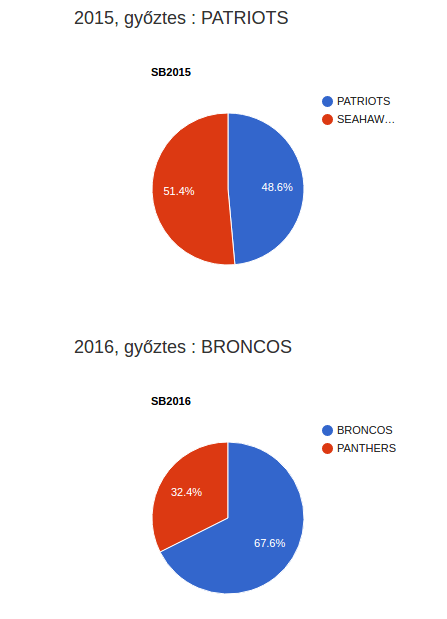 2015, győztes : PATRIOTS
SB2015
PATRIOTS
SEAHAW...
51.4%
48.6%
2016, győztes : BRONCOS
SB2016
BRONCOS
PANTHERS
32.4%
67.6%